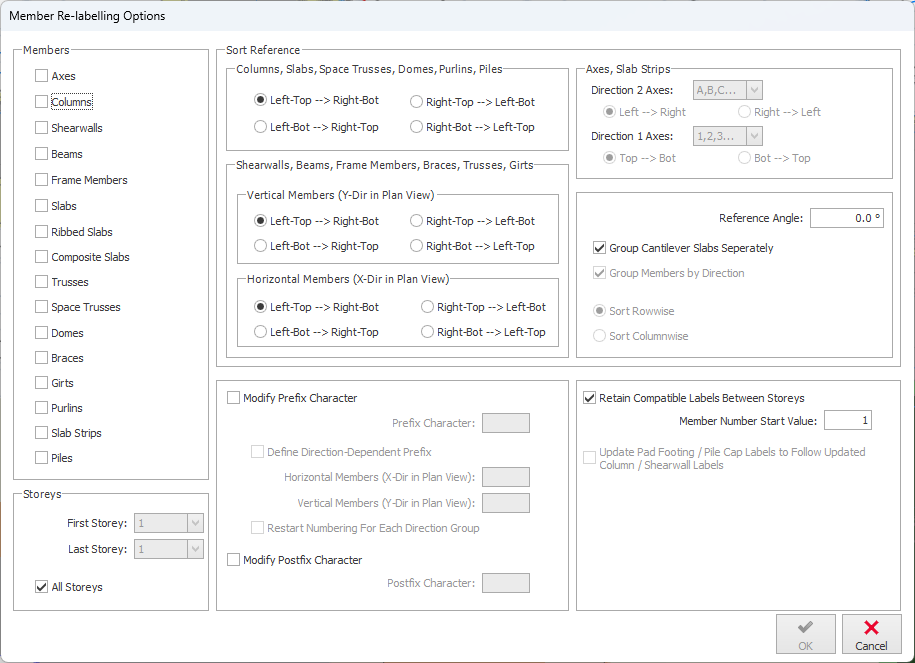 Member Re-labelling Options
Members
Axes
Columns
Shearwalls
Beams
Frame Members
Slabs
Ribbed Slabs
Composite Slabs
Trusses
Space Trusses
Domes
Braces
Girts
Purlins
Slab Strips
Piles
Storeys
First Storey: 1
Last Storey: 1
All Storeys
Sort Reference
Columns, Slabs, Space Trusses, Domes, Purlins, Piles
Left-Top --> Right-Bot Right-Top --> Left-Bot
Left-Bot --> Right-Top Right-Bot --> Left-Top
Shearwalls, Beams, Frame Members, Braces, Trusses, Girts
Vertical Members (Y-Dir in Plan View)
Left-Top --> Right-Bot Right-Top --> Left-Bot
Left-Bot --> Right-Top Right-Bot --> Left-Top
Horizontal Members (X-Dir in Plan View)
Left-Top --> Right-Bot Right-Top --> Left-Bot
Left-Bot --> Right-Top Right-Bot --> Left-Top
Axes, Slab Strips
Direction 2 Axes: A,B,C...
Left --> Right Right --> Left
Direction 1 Axes: 1,2,3...
Top --> Bot Bot --> Top
Reference Angle: 0.0 °
Group Cantilever Slabs Seperately
Group Members by Direction
Sort Rowwise
Sort Columnwise
Modify Prefix Character
Prefix Character:
Define Direction-Dependent Prefix
Horizontal Members (X-Dir in Plan View):
Vertical Members (Y-Dir in Plan View):
Restart Numbering For Each Direction Group
Modify Postfix Character
Postfix Character:
Retain Compatible Labels Between Storeys
Member Number Start Value: 1
Update Pad Footing / Pile Cap Labels to Follow Updated
Column / Shearwall Labels
OK
Cancel